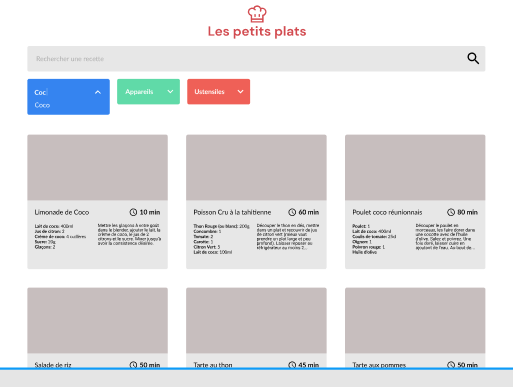 Les petits plats
Rechercher une recette
Coc
Coco
Appareils
Ustensiles
Limonade de Coco
10 min
Lait de coco: 400ml
Jus de citron: 2
Crème de coco: 4 cuillères
Sucre: 20g
Glaçons: 2
Mettre les glaçons à votre goût
dans le blender, ajouter le lait, la
crème de coco, le jus de 2
citrons et le sucre. Mixer jusqu'à
avoir la consistence désirée.
Poisson Cru à la tahitienne
60 min
Thon Rouge (ou blanc): 200g
Concombre: 1
Tomate: 2
Carotte: 1
Citron Vert: 5
Lait de coco: 100ml
Découper le thon en dés, mettre
dans un plat et recouvrir de jus
de citron vert (mieux vaut
prendre un plat large et peu
profond). Laisser reposer au
réfrigérateur au moins 2...
Poulet coco réunionnais
80 min
Poulet: 1
Lait de coco: 400ml
Coulis de tomate: 25cl
Oignon: 1
Poivron rouge: 1
Huile d'olive
Découper le poulet en
morceaux, les faire dorer dans
une cocotte avec de l'huile
d'olive. Salez et poivrez. Une
fois doré, laisser cuire en
ajoutant de l'eau. Au bout de...
Salade de riz
50 min
Tarte au thon
45 min
Tarte aux pommes
50 min